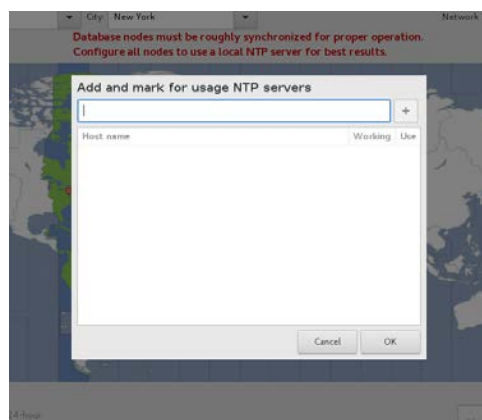 City New York Network
Database nodes must be roughly synchronized for proper operation.
Configure all nodes to use a local NTP server for best results.
Add and mark for usage NTP servers
+
Host name Working Use
Cancel OK
24-hour